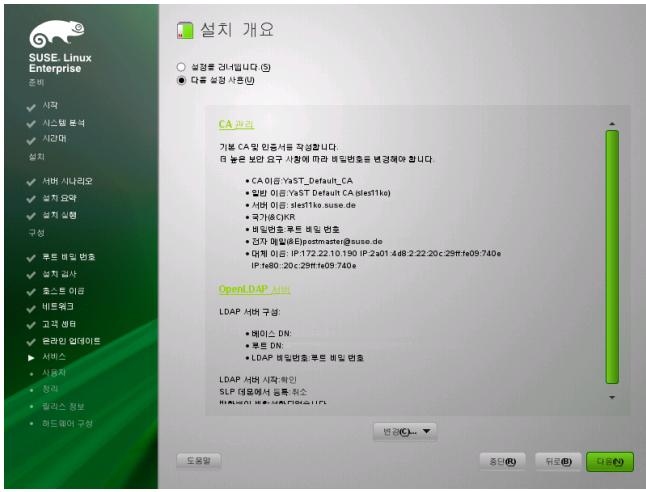 SUSE. Linux
Enterprise
준비
시작
시스템 분석
시간대
설치
서버 시나리오
설치 요약
설치 실행
구성
루트 비밀 번호
설치 검사
호스트 이름
네트워크
고객 센터
온라인 업데이트
서비스
사용자
정리
릴리스 정보
하드웨어 구성
설치 개요
설정을 건너뜁니다.(S)
다음 설정 사용(U)
CA 관리
기본 CA 및 인증서를 작성합니다.
더 높은 보안 요구 사항에 따라 비밀번호를 변경해야 합니다.
• CA 이름:YaST_Default_CA
• 일반 이름:YaST Default CA (sles11ko)
• 서버 이름: sles11ko.suse.de
• 국가(&C)KR
• 비밀번호:루트 비밀 번호
• 전자 메일(&E)postmaster@suse.de
• 대체 이름: IP:172.22.10.190 IP:2a01:4d8:2:22:20c:29ff:fe09:740e
IP:fe80::20c:29ff:fe09:740e
OpenLDAP 서버
LDAP 서버 구성:
• 베이스 DN:
• 루트 DN:
• LDAP 비밀번호:루트 비밀 번호
LDAP 서버 시작:확인
SLP 데몬에서 등록:취소
변경(C)...
도움말
중단(R)
뒤로(B)
다음(N)